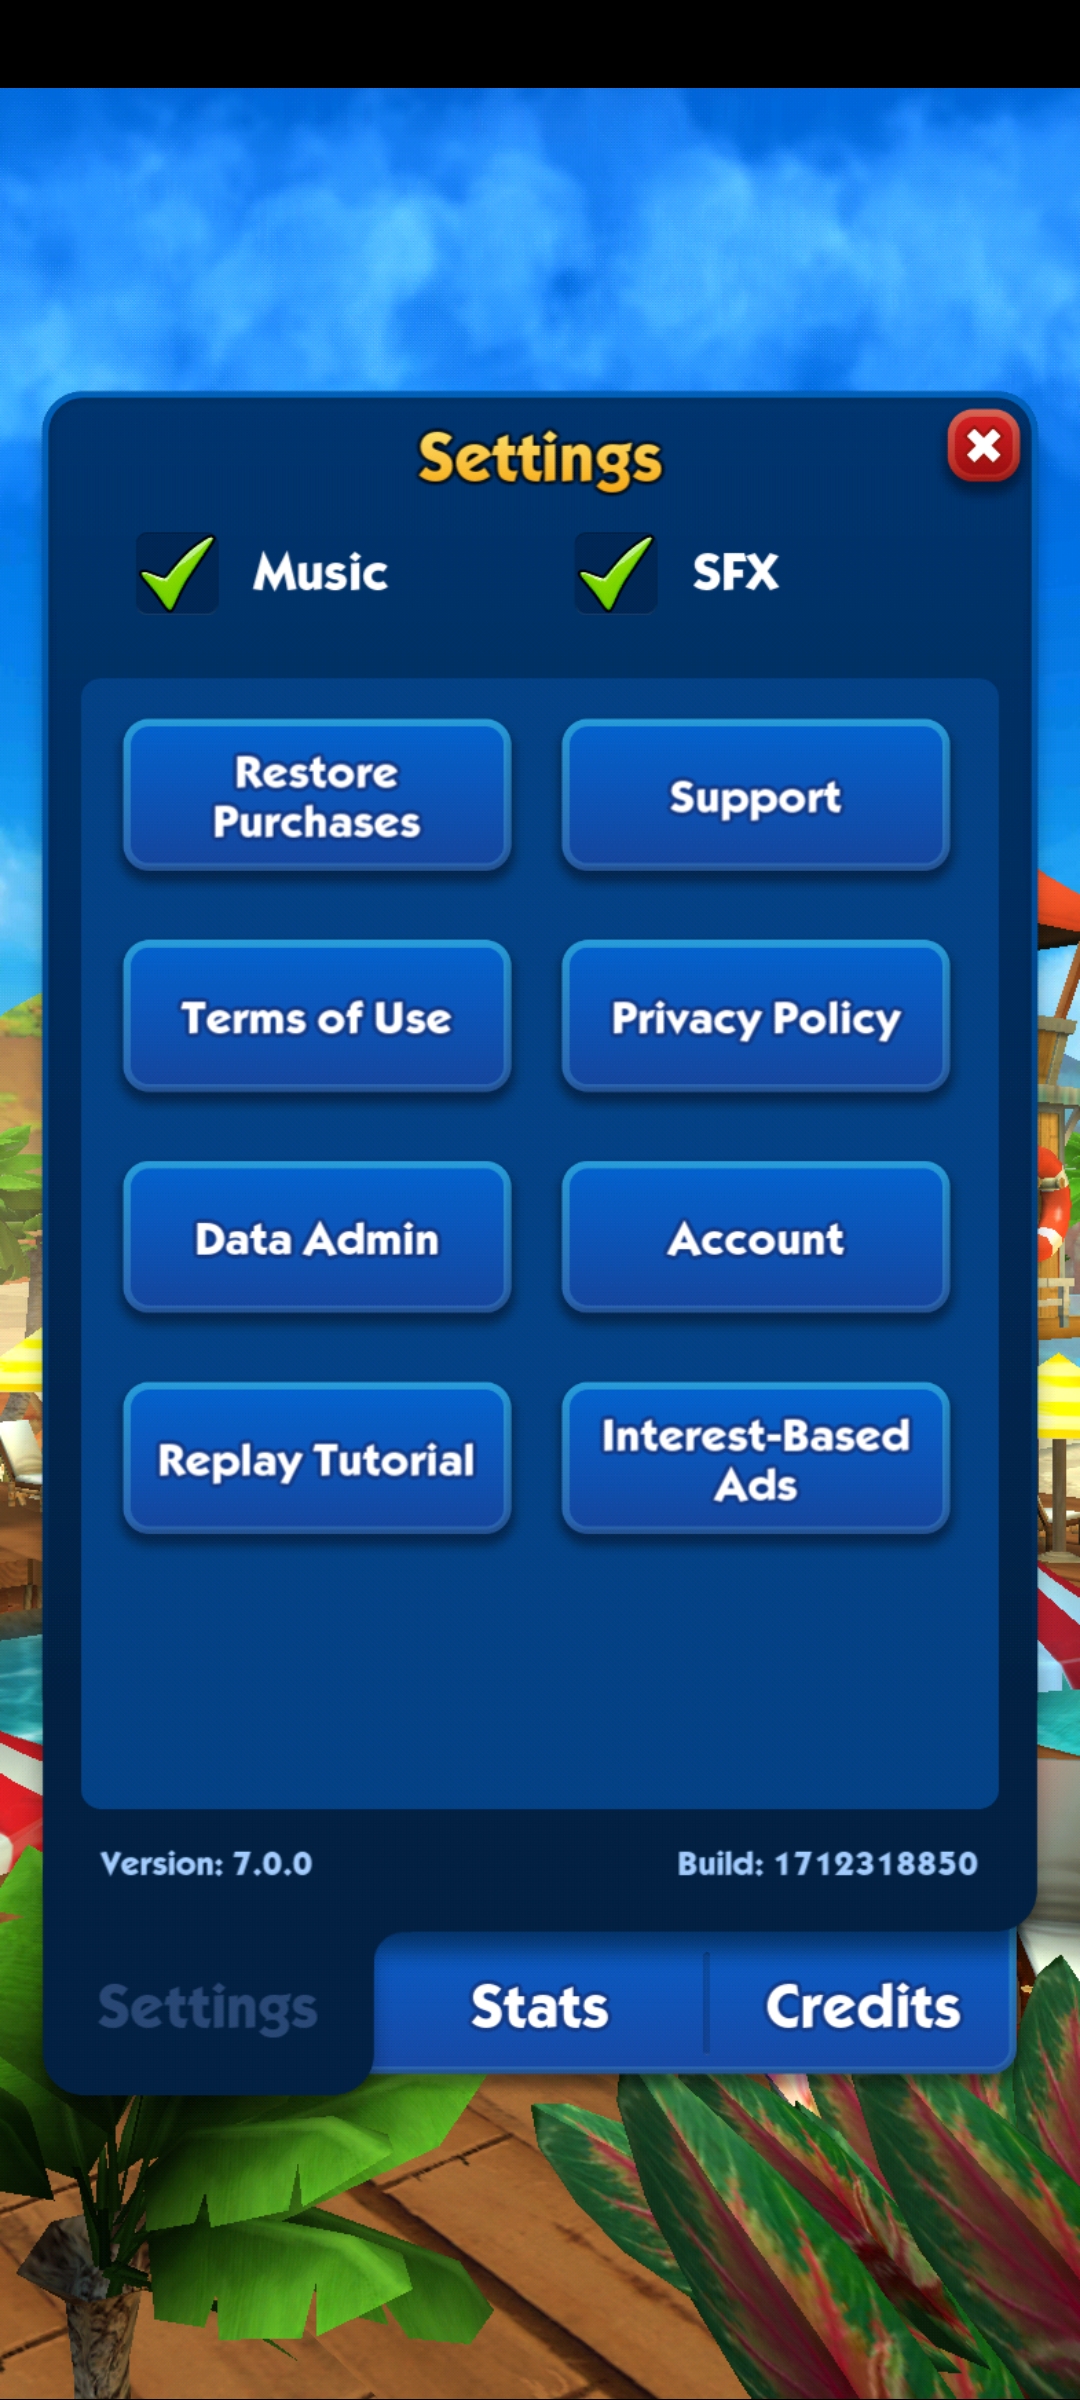 Settings
Music
SFX
Restore
Purchases
Support
Terms of Use
Privacy Policy
Data Admin
Account
Replay Tutorial
Interest-Based
Ads
Version: 7.0.0
Build: 1712318850
Settings
Stats
Credits